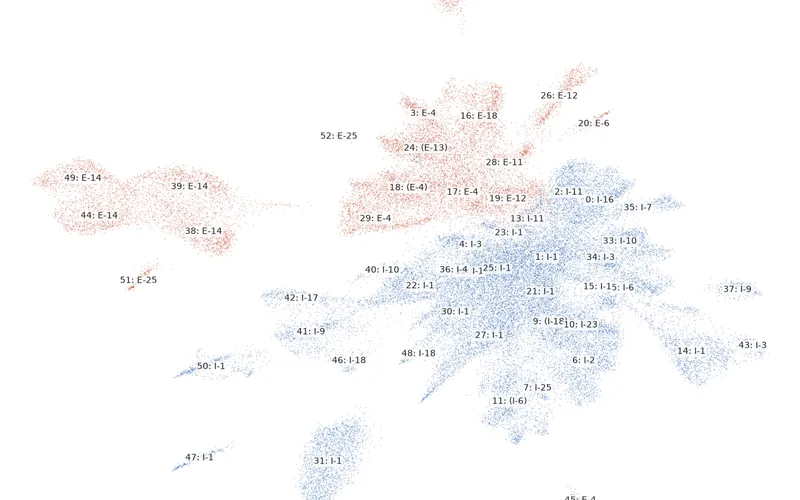 26: E-12
3: E-4
16: E-18
20: E-6
52: E-25
24: (E-13)
28: E-11
49: E-14
39: E-14
18: (E-4)
17: E-4
2: I-11
19: E-12
0: I-16
35: I-7
44: E-14
29: E-4
13: I-11
38: E-14
23: I-1
4: I-3
33: I-10
1: I-1
34: I-3
40: I-10
36: I-4
25: I-1
51: E-25
22: I-1
21: I-1
15: I-1
5: I-6
37: I-9
42: I-17
30: I-1
9: (I-18)
10: I-23
41: I-9
27: I-1
43: I-3
14: I-1
48: I-18
46: I-18
6: I-2
50: I-1
7: I-25
11: (I-6)
47: I-1
31: I-1
45: E-4